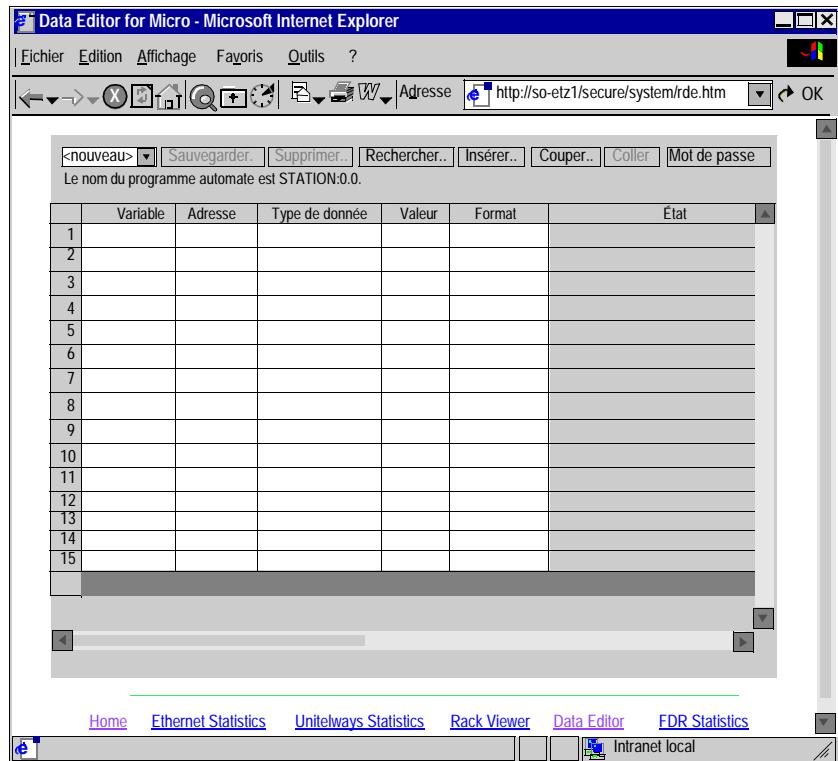 Data Editor for Micro - Microsoft Internet Explorer
Fichier Edition Affichage Favoris Outils ?
Adresse http://so-etz1/secure/system/rde.htm OK
<nouveau> Sauvegarder. Supprimer.. Rechercher.. Insérer.. Couper.. Coller Mot de passe
Le nom du programme automate est STATION:0.0.
Variable Adresse Type de donnée Valeur Format État
1
2
3
4
5
6
7
8
9
10
11
12
13
14
15
Home Ethernet Statistics Unitelways Statistics Rack Viewer Data Editor FDR Statistics
Intranet local